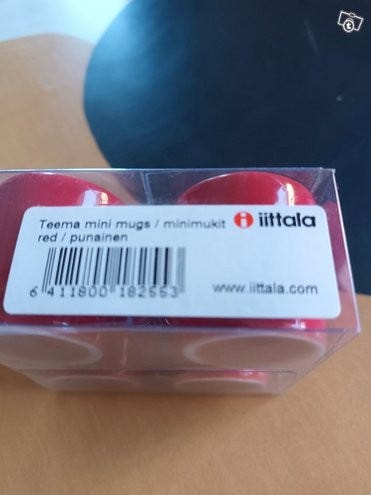 Teema mini mugs / minimukit
red / punainen
iittala
6 411800 182553
www.iittala.com